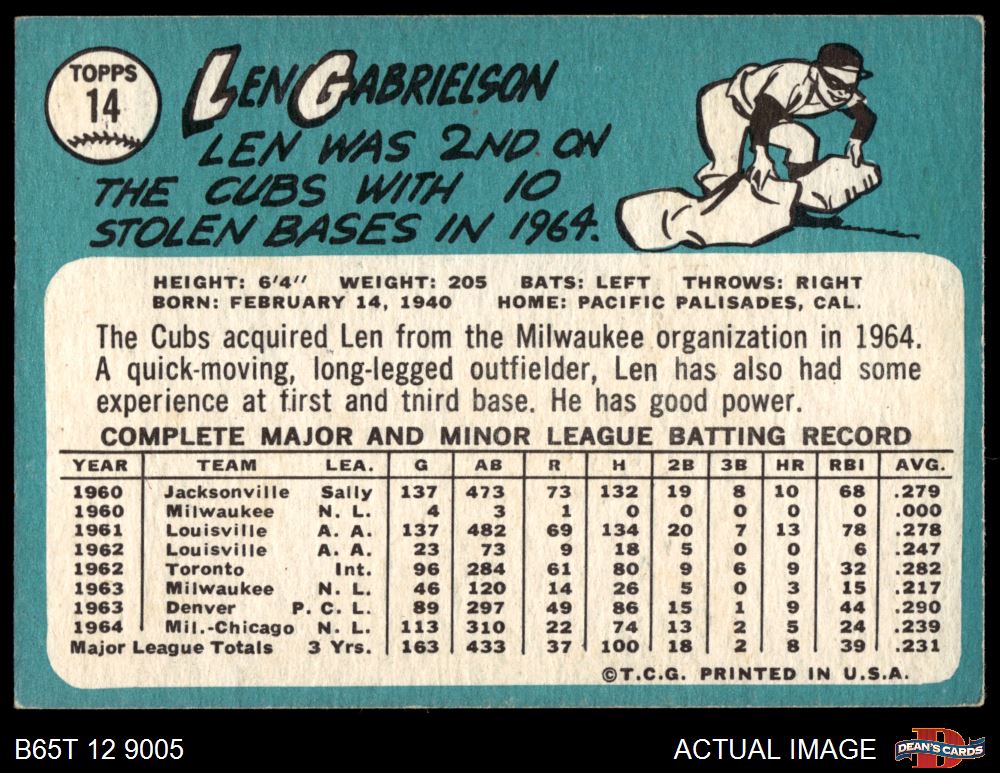 TOPPS
14
LEN GABRIELSON
LEN WAS 2ND ON
THE CUBS WITH 10
STOLEN BASES IN 1964.
HEIGHT: 6'4" WEIGHT: 205 BATS: LEFT THROWS: RIGHT
BORN: FEBRUARY 14, 1940 HOME: PACIFIC PALISADES, CAL.
The Cubs acquired Len from the Milwaukee organization in 1964.
A quick-moving, long-legged outfielder, Len has also had some
experience at first and tnird base. He has good power.
COMPLETE MAJOR AND MINOR LEAGUE BATTING RECORD
YEAR TEAM LEA. G AB R H 2B 3B HR RBI AVG.
1960 Jacksonville Sally 137 473 73 132 19 8 10 68 .279
1960 Milwaukee N. L. 4 3 1 0 0 0 0 0 .000
1961 Louisville A. A. 137 482 69 134 20 7 13 78 .278
1962 Louisville A. A. 23 73 9 18 5 0 0 6 .247
1962 Toronto Int. 96 284 61 80 9 6 9 32 .282
1963 Milwaukee N. L. 46 120 14 26 5 0 3 15 .217
1963 Denver P. C. L. 89 297 49 86 15 1 9 44 .290
1964 Mil.-Chicago N. L. 113 310 22 74 13 2 5 24 .239
Major League Totals 3 Yrs. 163 433 37 100 18 2 8 39 .231
©T.C.G. PRINTED IN U.S.A.
B65T 12 9005 ACTUAL IMAGE
D
DEAN'S CARDS